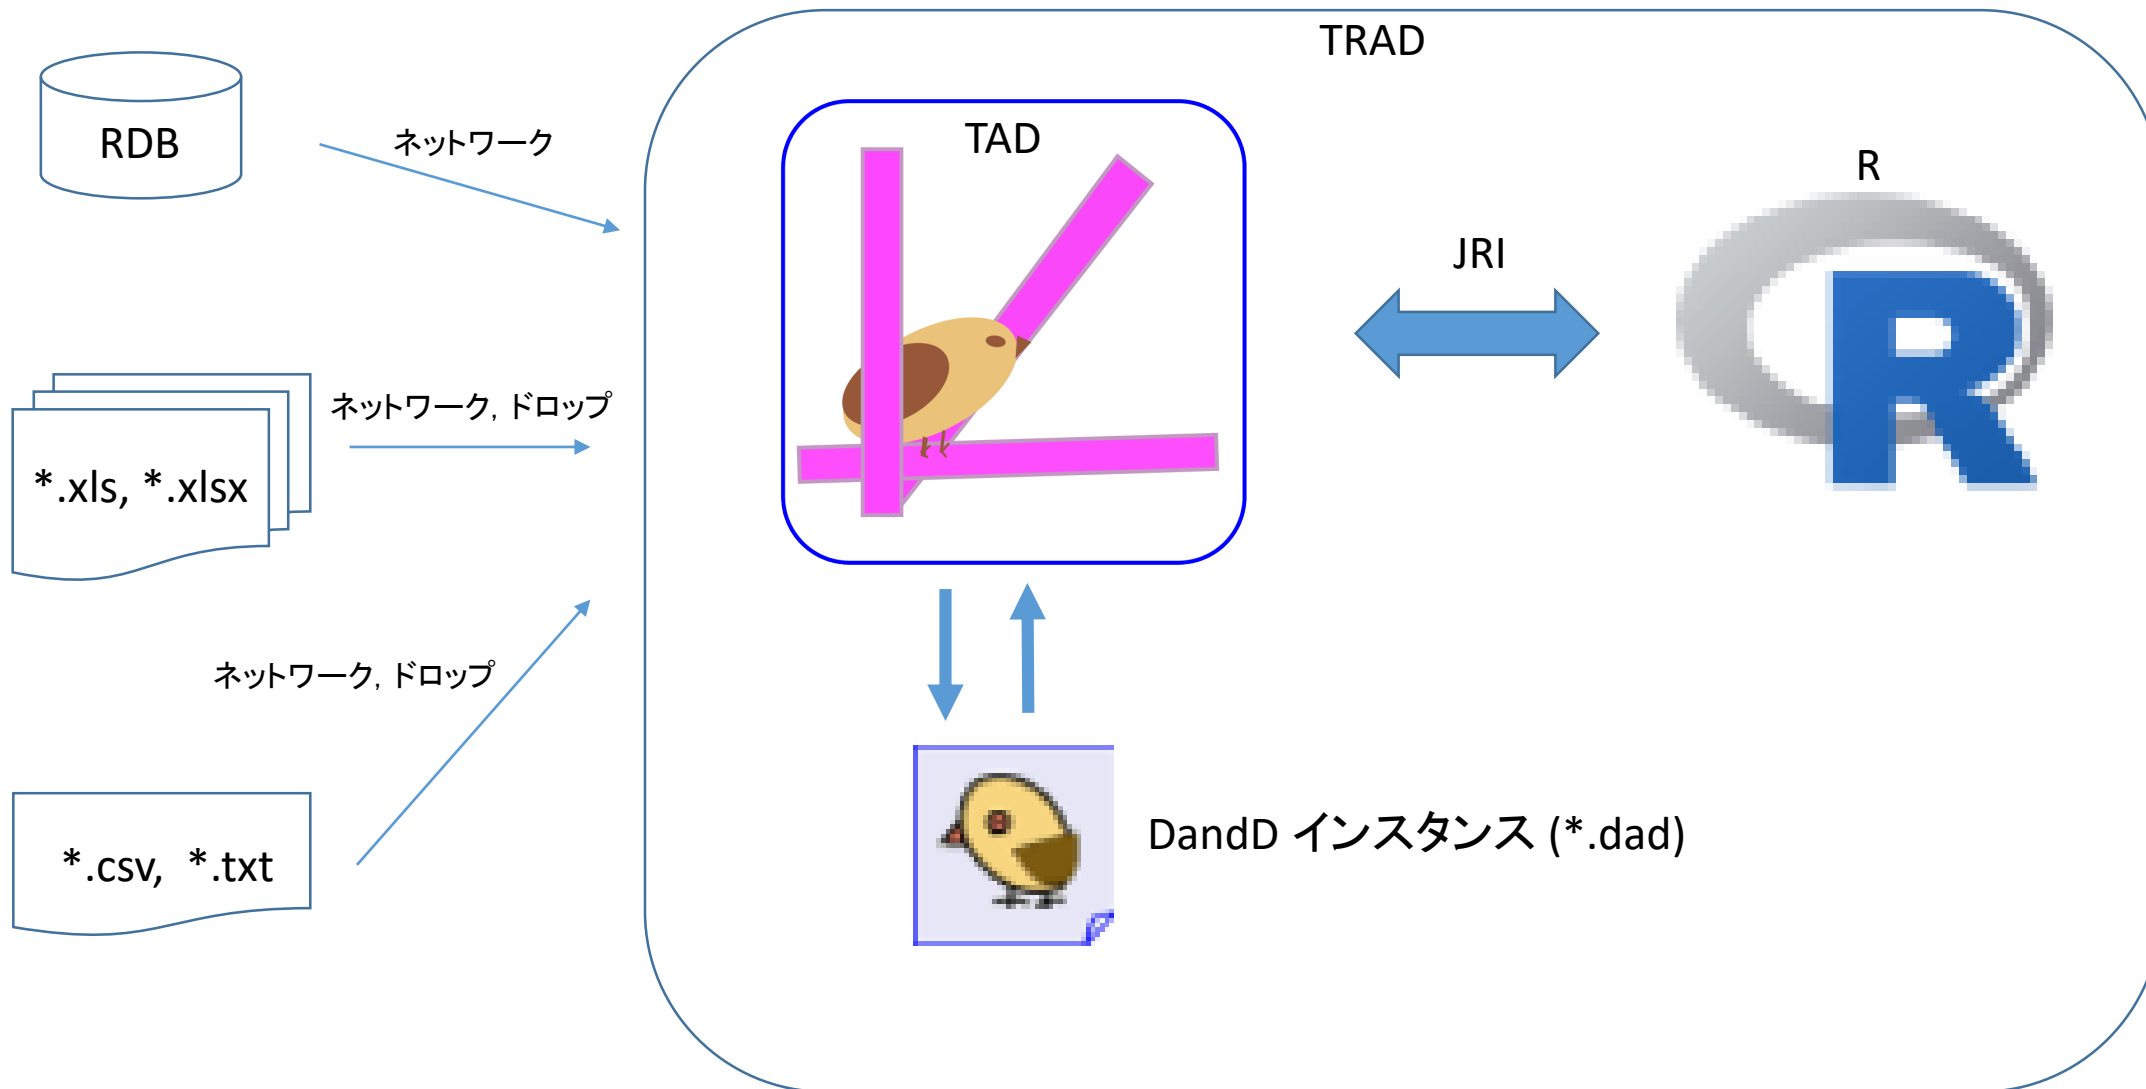 TRAD
RDB
ネットワーク
TAD
R
JRI
ネットワーク, ドロップ
*.xls, *.xlsx
ネットワーク, ドロップ
DandD インスタンス (*.dad)
*.csv, *.txt